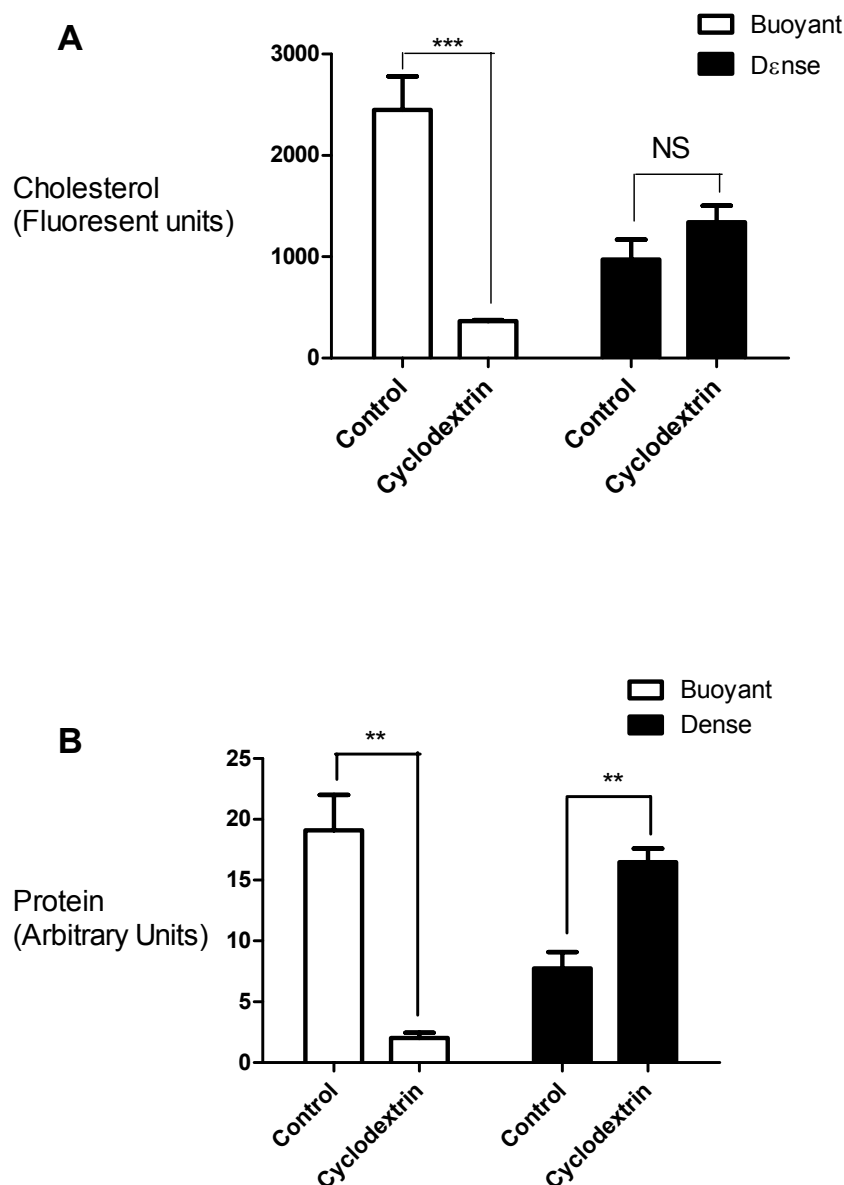 A
Buoyant
Dεnse
***
NS
3000
2000
1000
0
Cholesterol
(Fluoresent units)
Control
Cyclodextrin
Control
Cyclodextrin
B
Buoyant
Dense
**
**
25
20
15
10
5
0
Protein
(Arbitrary Units)
Control
Cyclodextrin
Control
Cyclodextrin